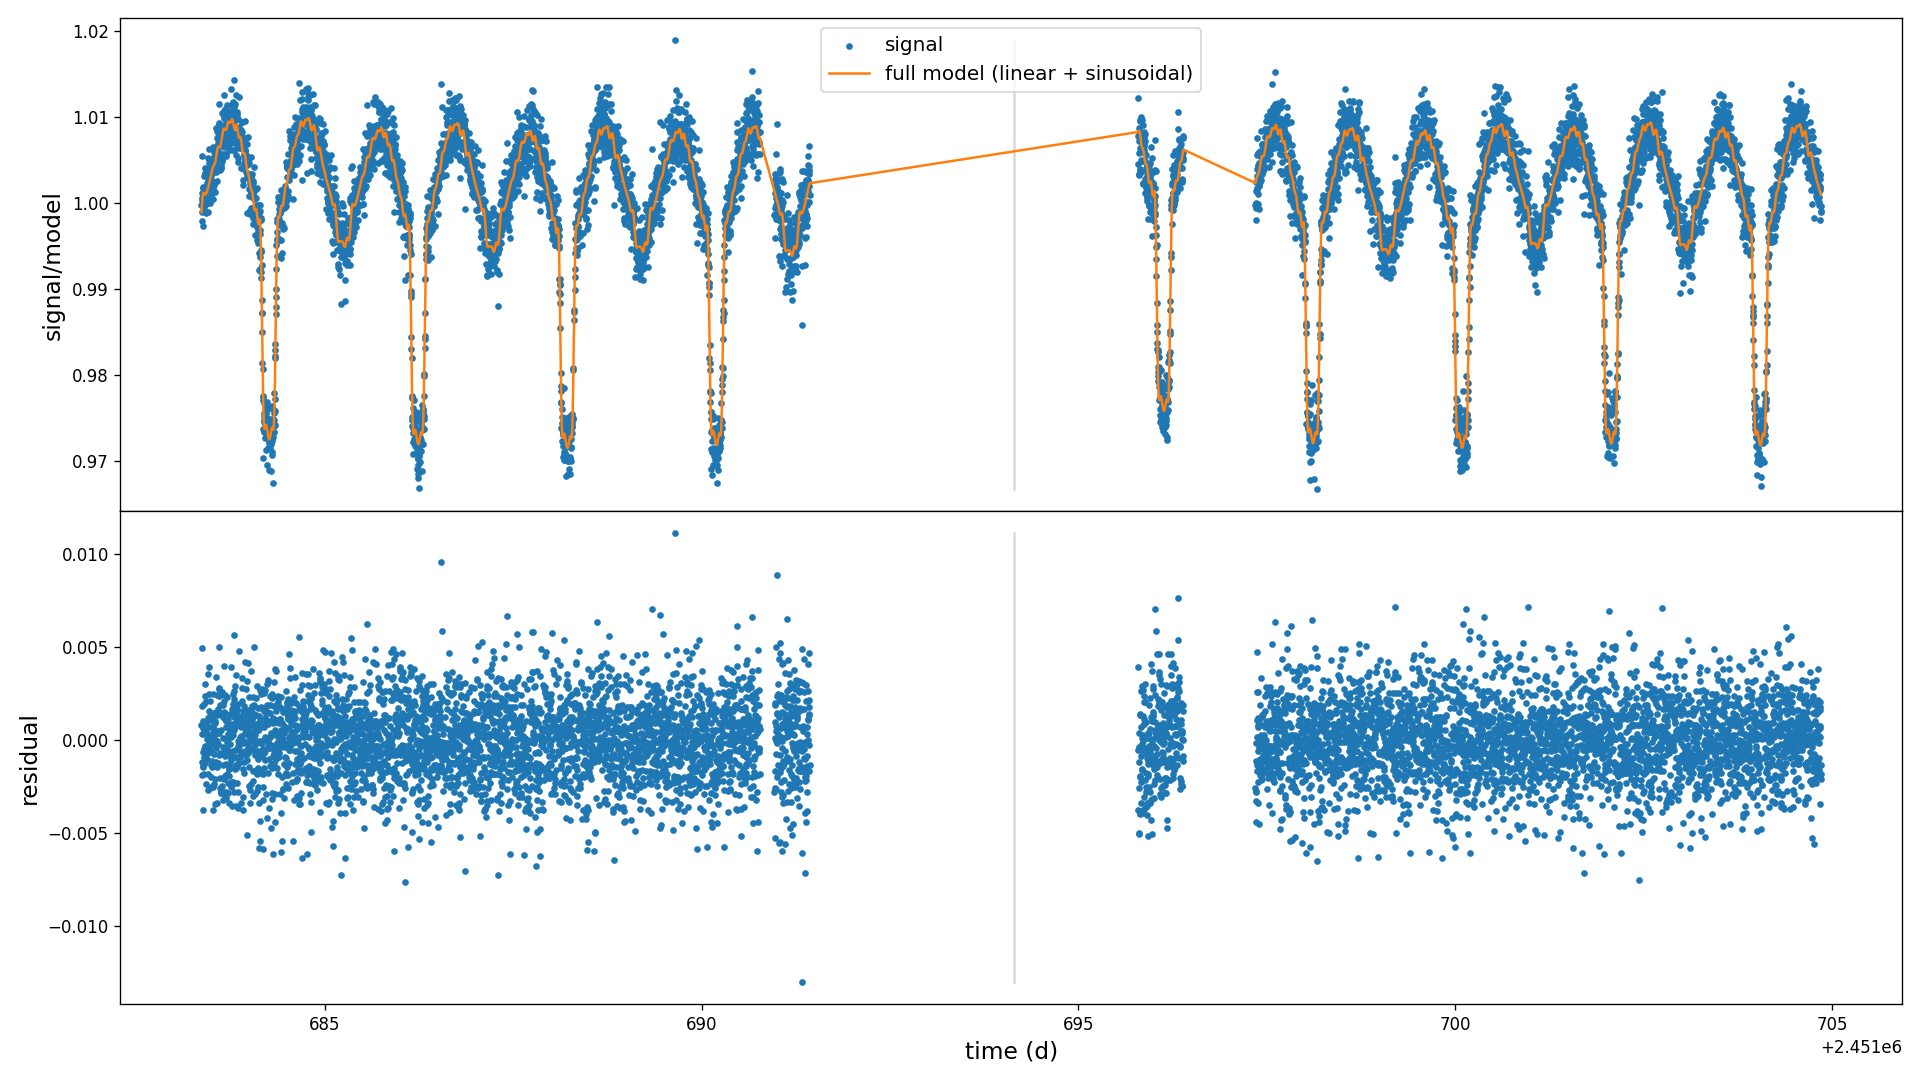 signal
full model (linear + sinusoidal)
signal/model
1.02
1.01
1.00
0.99
0.98
0.97
residual
0.010
0.005
0.000
−0.005
−0.010
685
690
695
700
705
time (d)
+2.451e6